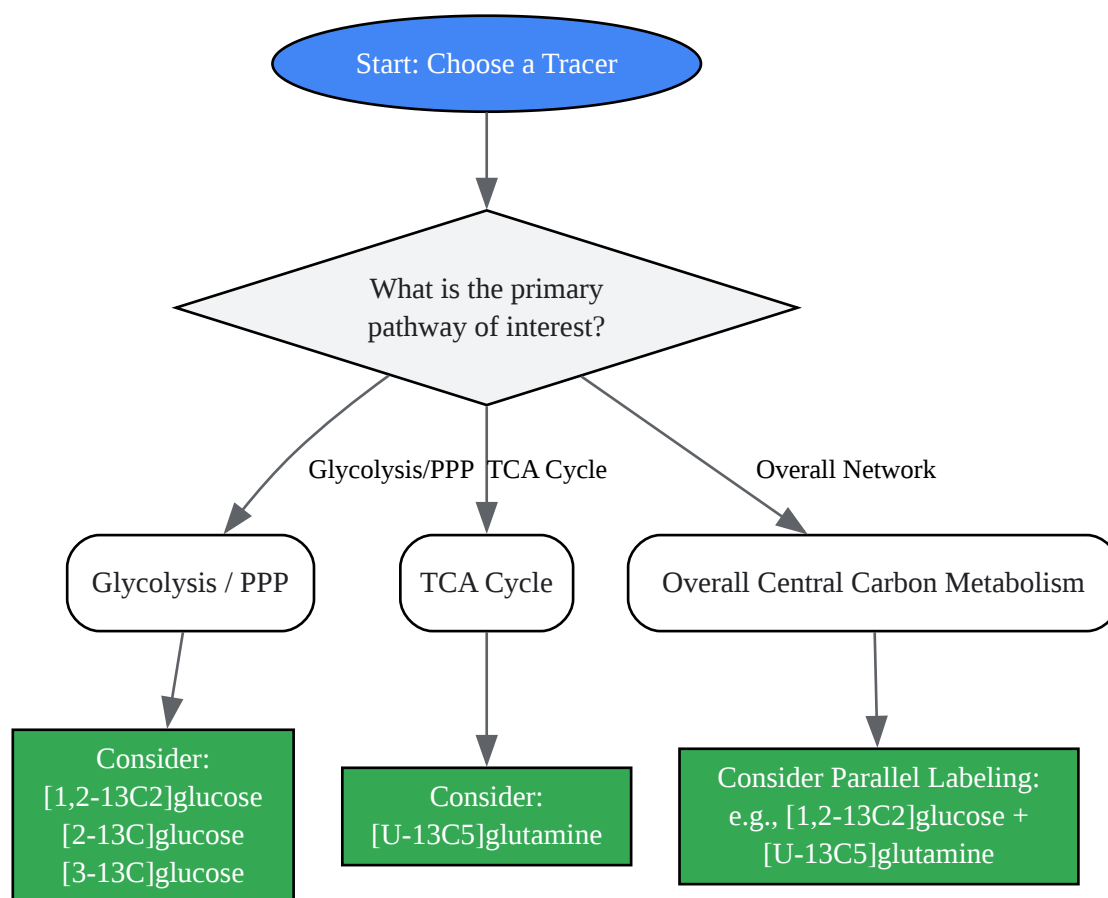 Start: Choose a Tracer
What is the primary
pathway of interest?
Glycolysis/PPP
TCA Cycle
Overall Network
Glycolysis / PPP
TCA Cycle
Overall Central Carbon Metabolism
Consider:
[1,2-13C2]glucose
[2-13C]glucose
[3-13C]glucose
Consider:
[U-13C5]glutamine
Consider Parallel Labeling:
e.g., [1,2-13C2]glucose +
[U-13C5]glutamine